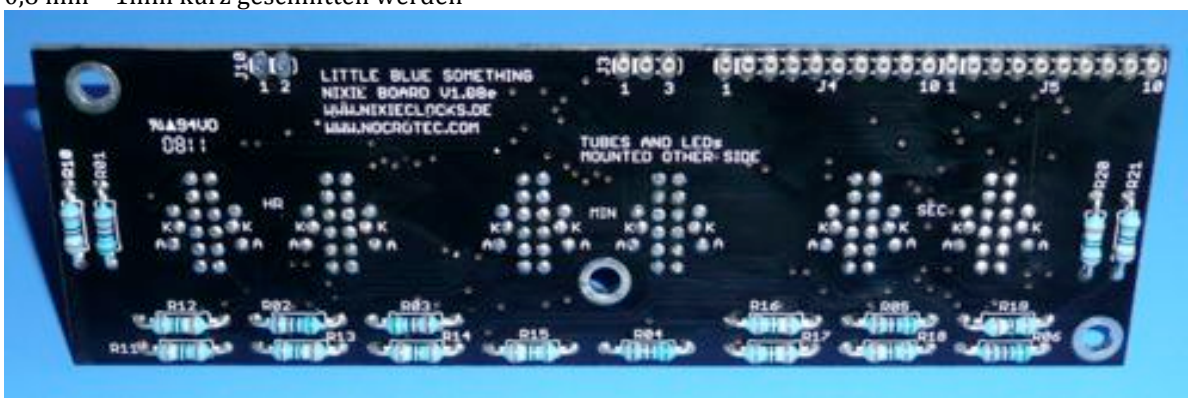 0,8 mm – 1mm kurz geschnitten werden
J10
1 2
LITTLE BLUE SOMETHING
NIXIE BOARD V1.08e
WWW.NIXIECLOCKS.DE
WWW.NOCROTEC.COM
J3
1 3
1 J4 10
1 J5 10
94V0
0811
TUBES AND LEDs
MOUNTED OTHER SIDE
R10 R01
R20 R21
HR MIN SEC
K K K K K K
A A A A A A
R12 R02 R03 R16 R05 R19
R11 R13 R14 R15 R04 R17 R18 R06